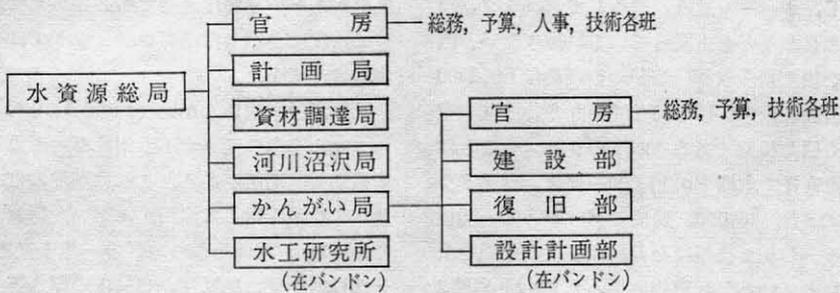 官房 総務,予算,人事,技術各班
計画局
水資源総局
資材調達局
官房 総務,予算,技術各班
河川沼沢局
建設部
かんがい局
復旧部
水工研究所
設計計画部
(在バンドン)
(在バンドン)